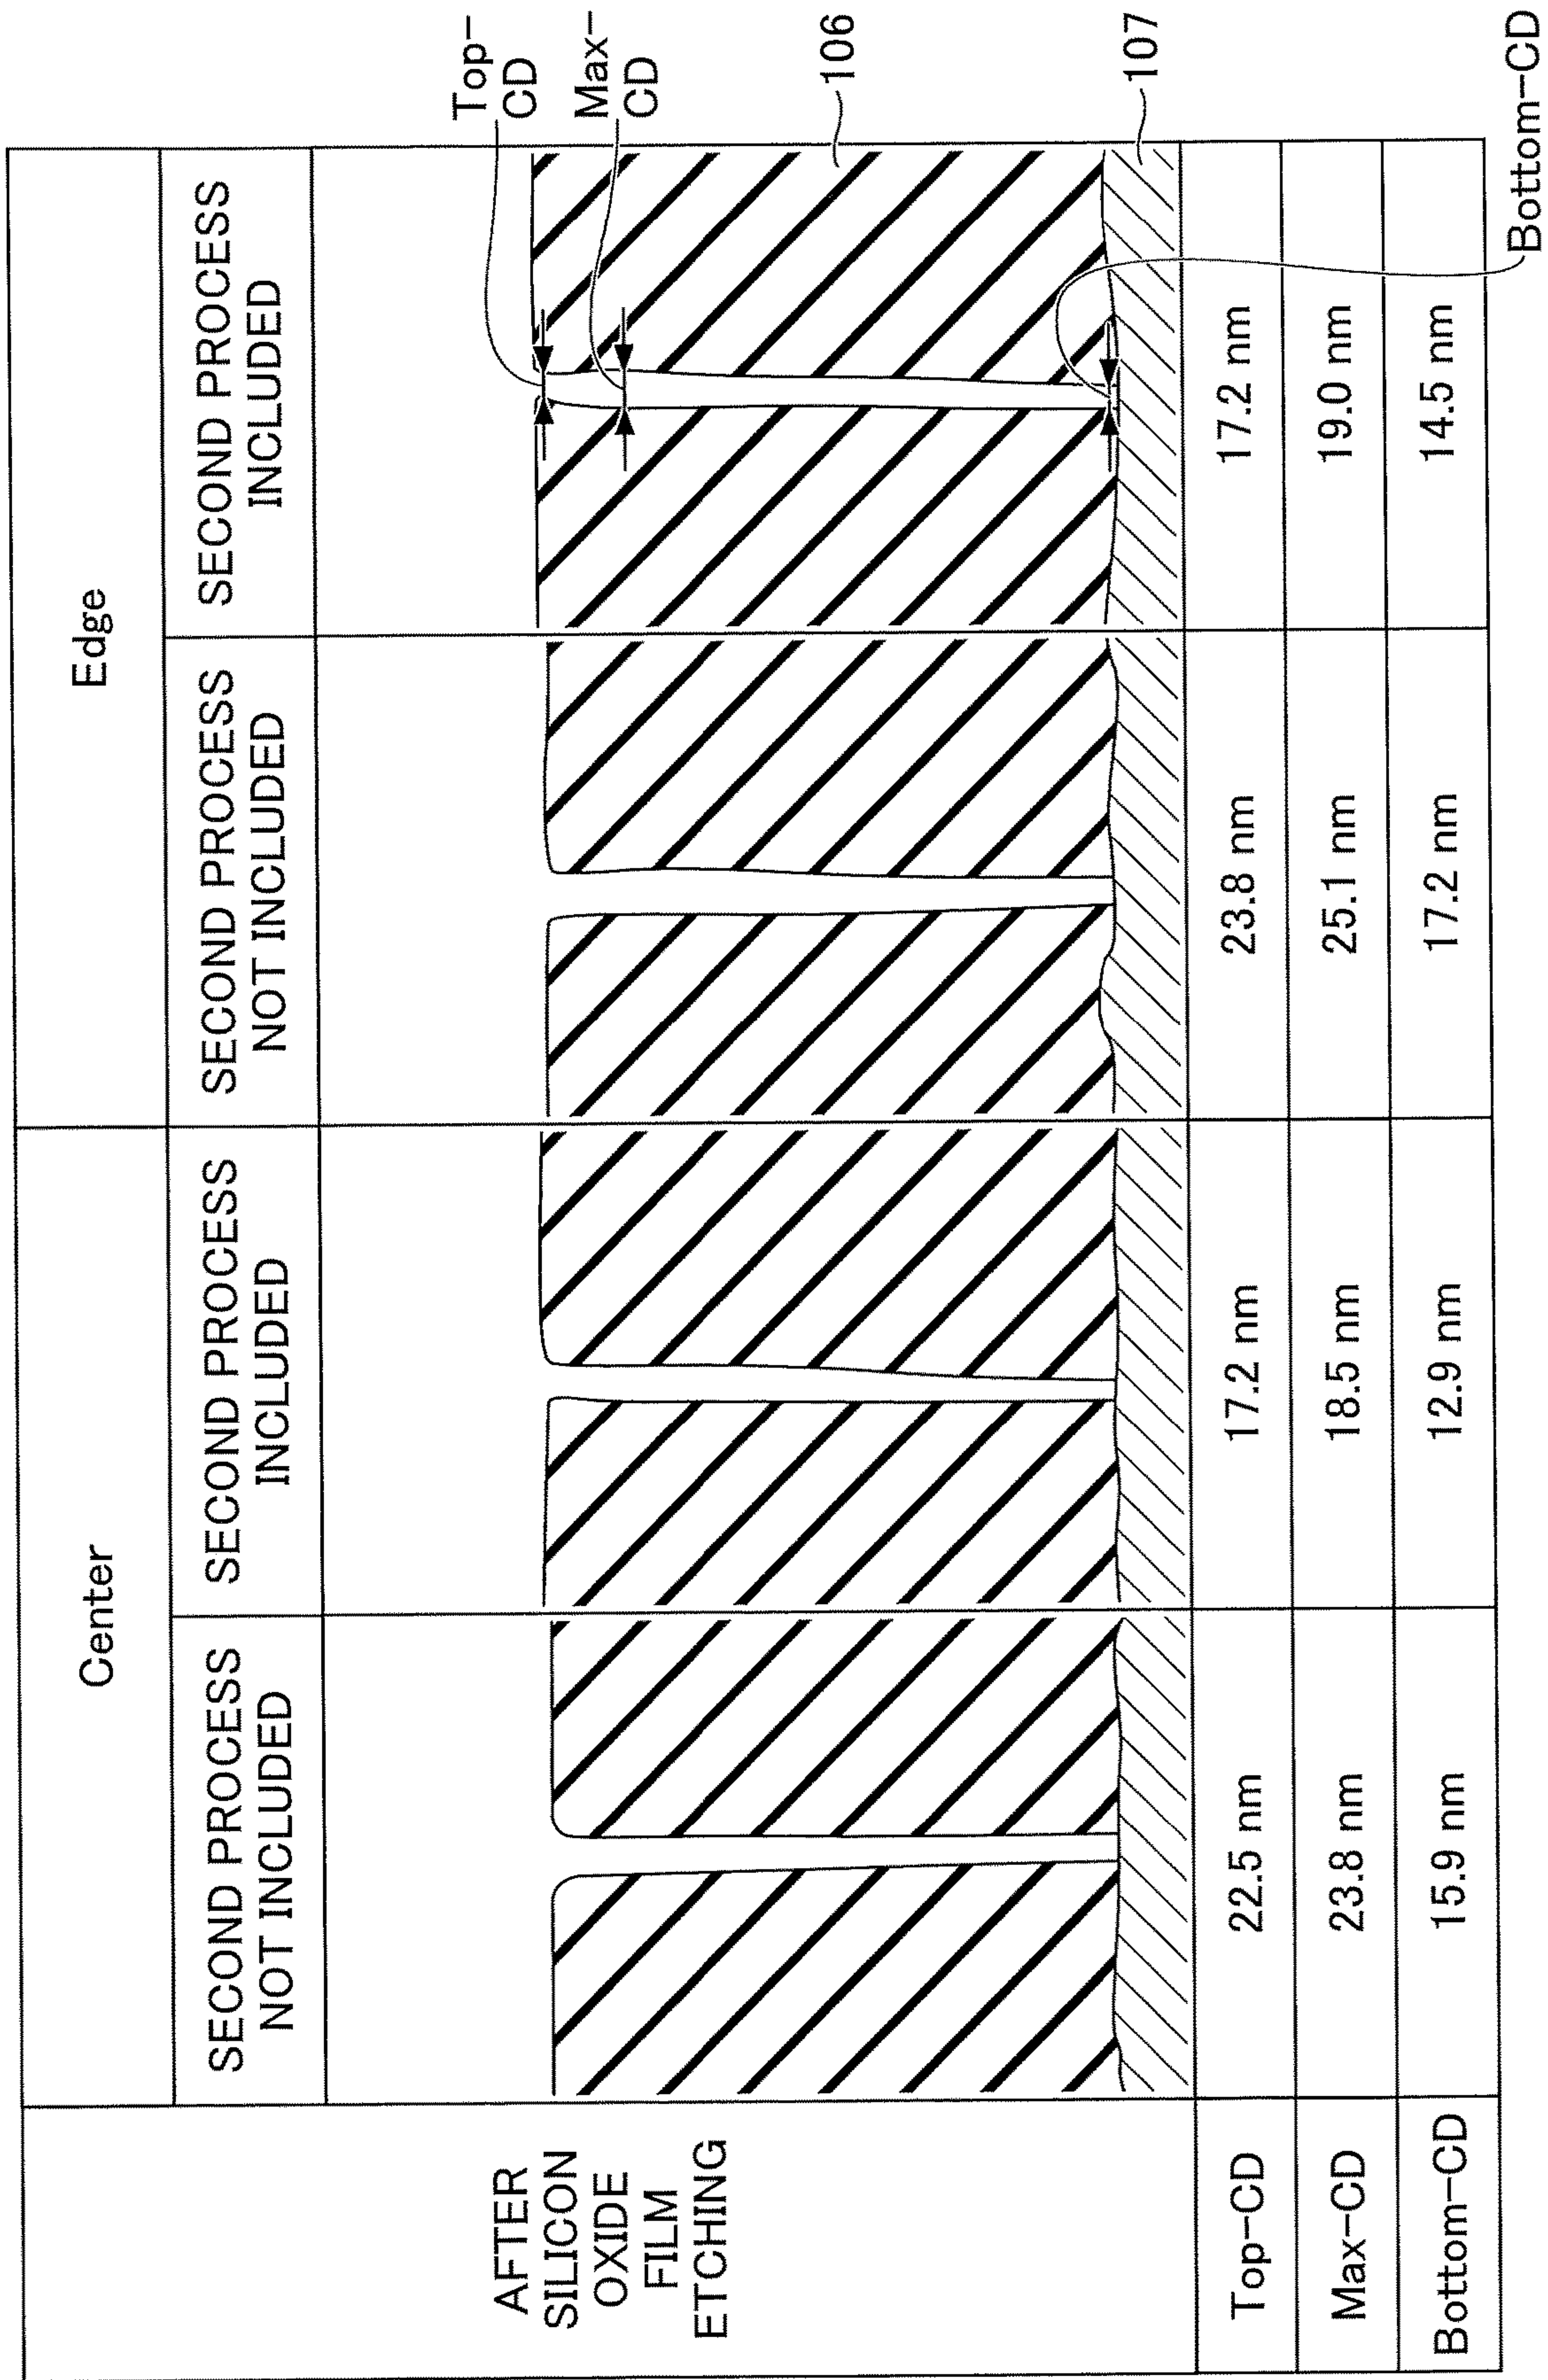 Center
Edge
SECOND PROCESS
NOT INCLUDED
SECOND PROCESS
INCLUDED
SECOND PROCESS
NOT INCLUDED
SECOND PROCESS
INCLUDED
AFTER
SILICON
OXIDE
FILM
ETCHING
Top-
CD
Max-
CD
106
107
Bottom-CD
Top-CD
22.5 nm
17.2 nm
23.8 nm
17.2 nm
Max-CD
23.8 nm
18.5 nm
25.1 nm
19.0 nm
Bottom-CD
15.9 nm
12.9 nm
17.2 nm
14.5 nm